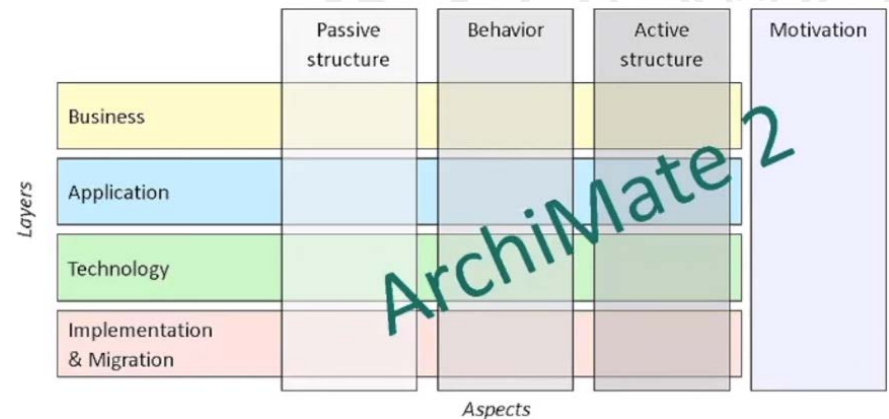 Passive structure
Behavior
Active structure
Motivation
Business
Application
Technology
Implementation
& Migration
Layers
Aspects
ArchiMate 2